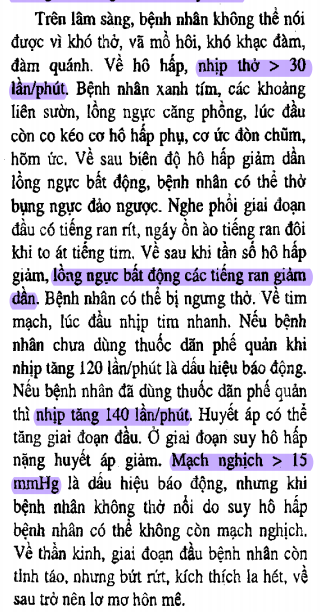 Trên lâm sàng, bệnh nhân không thể nói
được vì khó thở, vã mồ hôi, khó khạc đàm,
đàm quánh. Về hô hấp, nhịp thở > 30
lần/phút. Bệnh nhân xanh tím, các khoảng
liên sườn, lồng ngực căng phồng, lúc đầu
còn co kéo cơ hô hấp phụ, cơ ức đòn chũm,
hõm ức. Về sau biên độ hô hấp giảm dần
lồng ngực bất động, bệnh nhân có thể thở
bụng ngực đảo ngược. Nghe phổi giai đoạn
đầu có tiếng ran rít, ngáy ồn ào tiếng ran đôi
khi to át tiếng tim. Về sau khi tần số hô hấp
giảm, lồng ngực bất động các tiếng ran giảm
dần. Bệnh nhân có thể bị ngưng thở. Về tim
mạch, lúc đầu nhịp tim nhanh. Nếu bệnh
nhân chưa dùng thuốc dãn phế quản khi
nhịp tăng 120 lần/phút là dấu hiệu báo động.
Nếu bệnh nhân đã dùng thuốc dãn phế quản
thì nhịp tăng 140 lần/phút. Huyết áp có thể
tăng giai đoạn đầu. Ở giai đoạn suy hô hấp
nặng huyết áp giảm. Mạch nghịch > 15
mmHg là dấu hiệu báo động, nhưng khi
bệnh nhân không thở nổi do suy hô hấp
bệnh nhân có thể không còn mạch nghịch.
Về thần kinh, giai đoạn đầu bệnh nhân còn
tỉnh táo, nhưng bứt rứt, kích thích la hét, về
sau trở nên lơ mơ hôn mê.